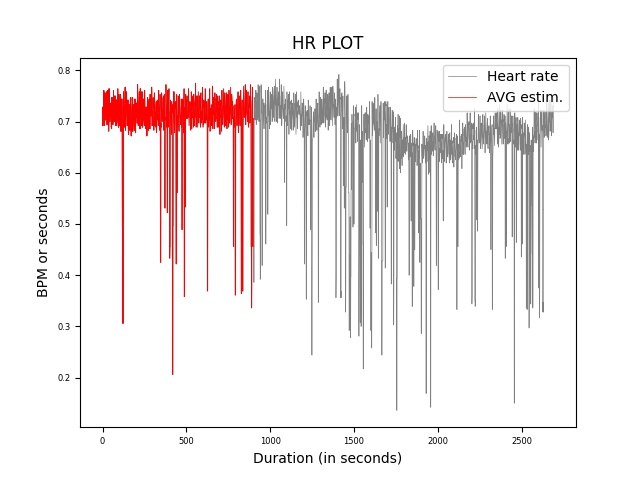 HR PLOT
Heart rate
AVG estim.
BPM or seconds
0.8
0.7
0.6
0.5
0.4
0.3
0.2
0 500 1000 1500 2000 2500
Duration (in seconds)